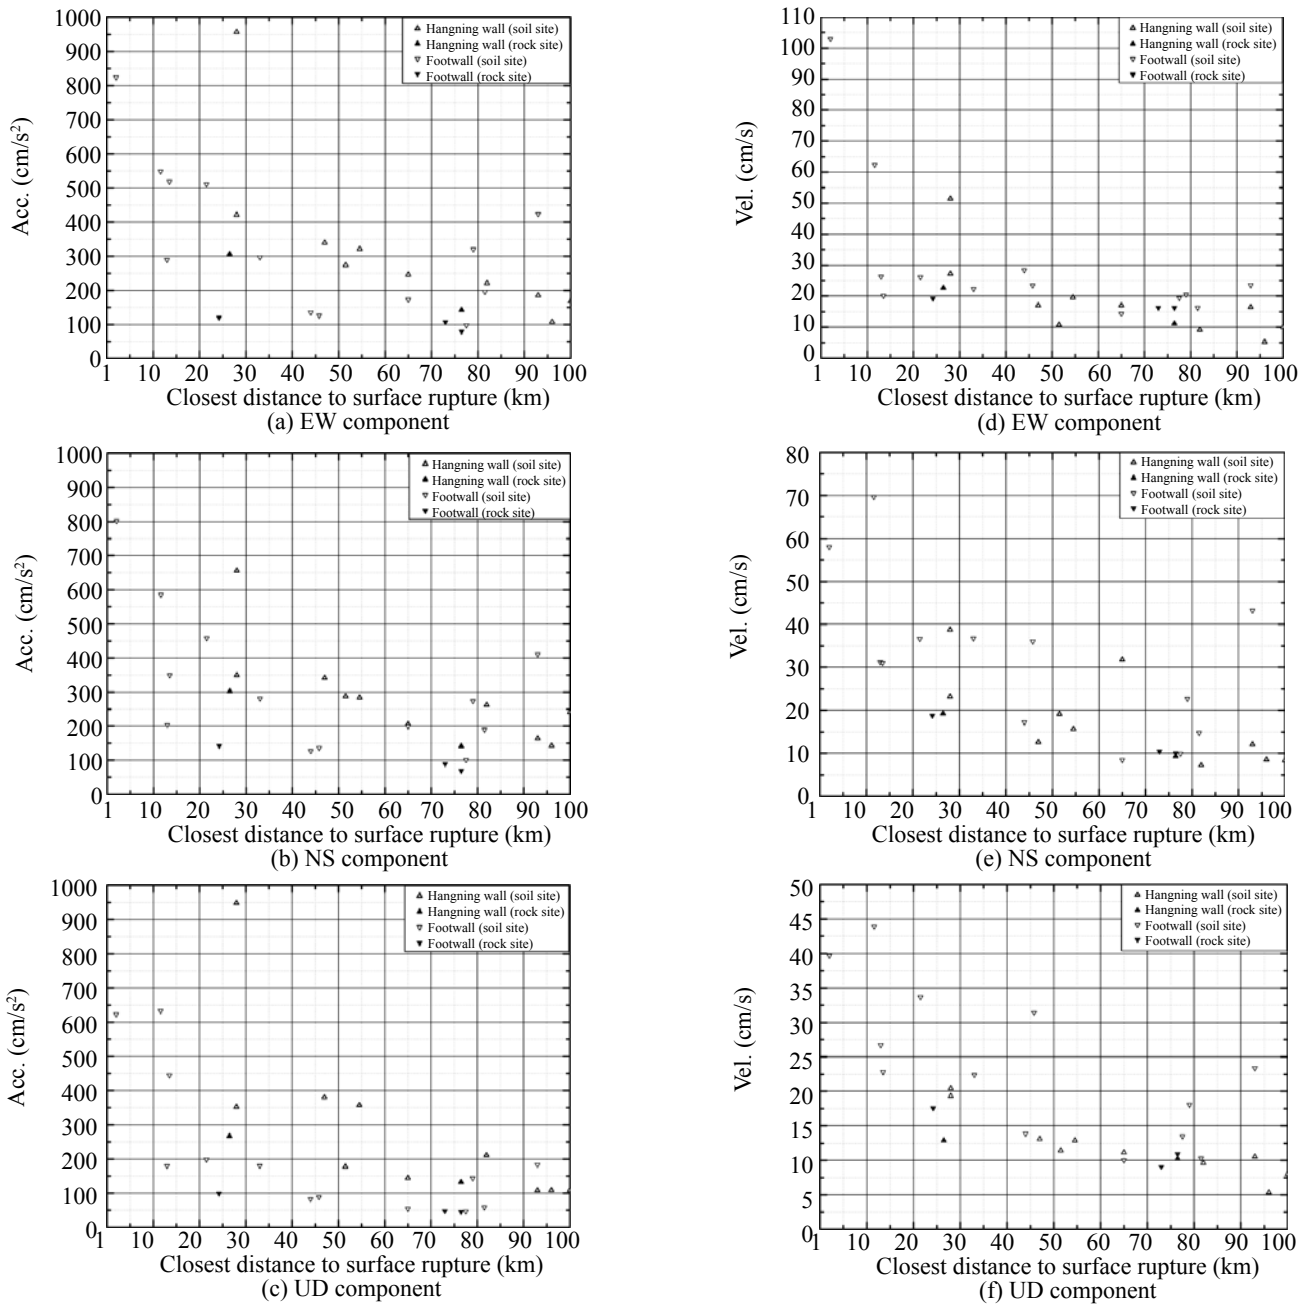 1000
900
800
700
600
500
400
300
200
100
0
Acc. (cm/s²)
Hangning wall (soil site)
Hangning wall (rock site)
Footwall (soil site)
Footwall (rock site)
1 10 20 30 40 50 60 70 80 90 100
Closest distance to surface rupture (km)
(a) EW component
110
100
90
80
70
60
50
40
30
20
10
0
Vel. (cm/s)
Hangning wall (soil site)
Hangning wall (rock site)
Footwall (soil site)
Footwall (rock site)
1 10 20 30 40 50 60 70 80 90 100
Closest distance to surface rupture (km)
(d) EW component
1000
900
800
700
600
500
400
300
200
100
0
Acc. (cm/s²)
Hangning wall (soil site)
Hangning wall (rock site)
Footwall (soil site)
Footwall (rock site)
1 10 20 30 40 50 60 70 80 90 100
Closest distance to surface rupture (km)
(b) NS component
80
70
60
50
40
30
20
10
0
Vel. (cm/s)
Hangning wall (soil site)
Hangning wall (rock site)
Footwall (soil site)
Footwall (rock site)
1 10 20 30 40 50 60 70 80 90 100
Closest distance to surface rupture (km)
(e) NS component
1000
900
800
700
600
500
400
300
200
100
0
Acc. (cm/s²)
Hangning wall (soil site)
Hangning wall (rock site)
Footwall (soil site)
Footwall (rock site)
1 10 20 30 40 50 60 70 80 90 100
Closest distance to surface rupture (km)
(c) UD component
50
45
40
35
30
25
20
15
10
5
0
Vel. (cm/s)
Hangning wall (soil site)
Hangning wall (rock site)
Footwall (soil site)
Footwall (rock site)
1 10 20 30 40 50 60 70 80 90 100
Closest distance to surface rupture (km)
(f) UD component